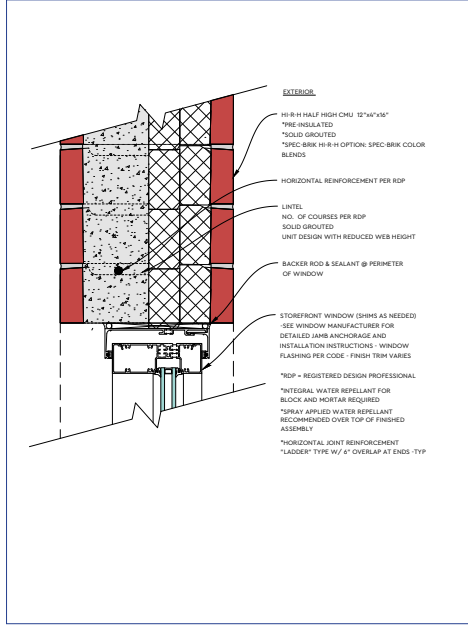 EXTERIOR
HI-R-H HALF HIGH CMU 12"x4"x16"
*PRE-INSULATED
*SOLID GROUTED
*SPEC-BRIK HI-R-H OPTION: SPEC-BRIK COLOR
BLENDS
HORIZONTAL REINFORCEMENT PER RDP
LINTEL
NO. OF COURSES PER RDP
SOLID GROUTED
UNIT DESIGN WITH REDUCED WEB HEIGHT
BACKER ROD & SEALANT @ PERIMETER
OF WINDOW
STOREFRONT WINDOW (SHIMS AS NEEDED)
-SEE WINDOW MANUFACTURER FOR
DETAILED JAMB ANCHORAGE AND
INSTALLATION INSTRUCTIONS - WINDOW
FLASHING PER CODE - FINISH TRIM VARIES
*RDP = REGISTERED DESIGN PROFESSIONAL
*INTEGRAL WATER REPELLANT FOR
BLOCK AND MORTAR REQUIRED
*SPRAY APPLIED WATER REPELLANT
RECOMMENDED OVER TOP OF FINISHED
ASSEMBLY
*HORIZONTAL JOINT REINFORCEMENT
"LADDER" TYPE W/ 6" OVERLAP AT ENDS -TYP